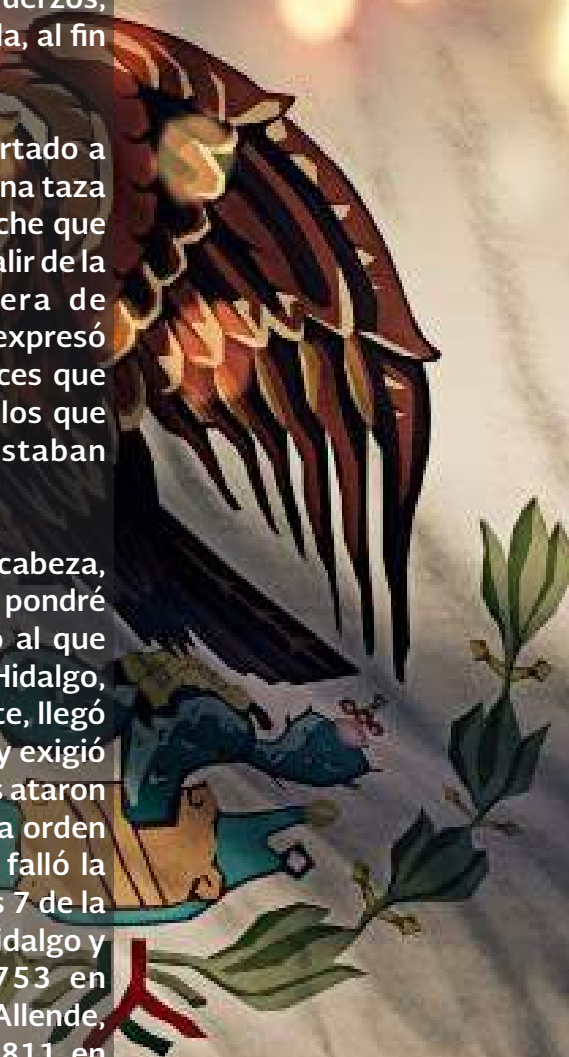 uerzos,
la, al fin
rtado a
na taza
che que
alir de la
era de
expresó
ces que
los que
staban
cabeza,
pondré
o al que
Hidalgo,
te, llegó
y exigió
s ataron
a orden
falló la
s 7 de la
idalgo y
753 en
Allende,
811 en